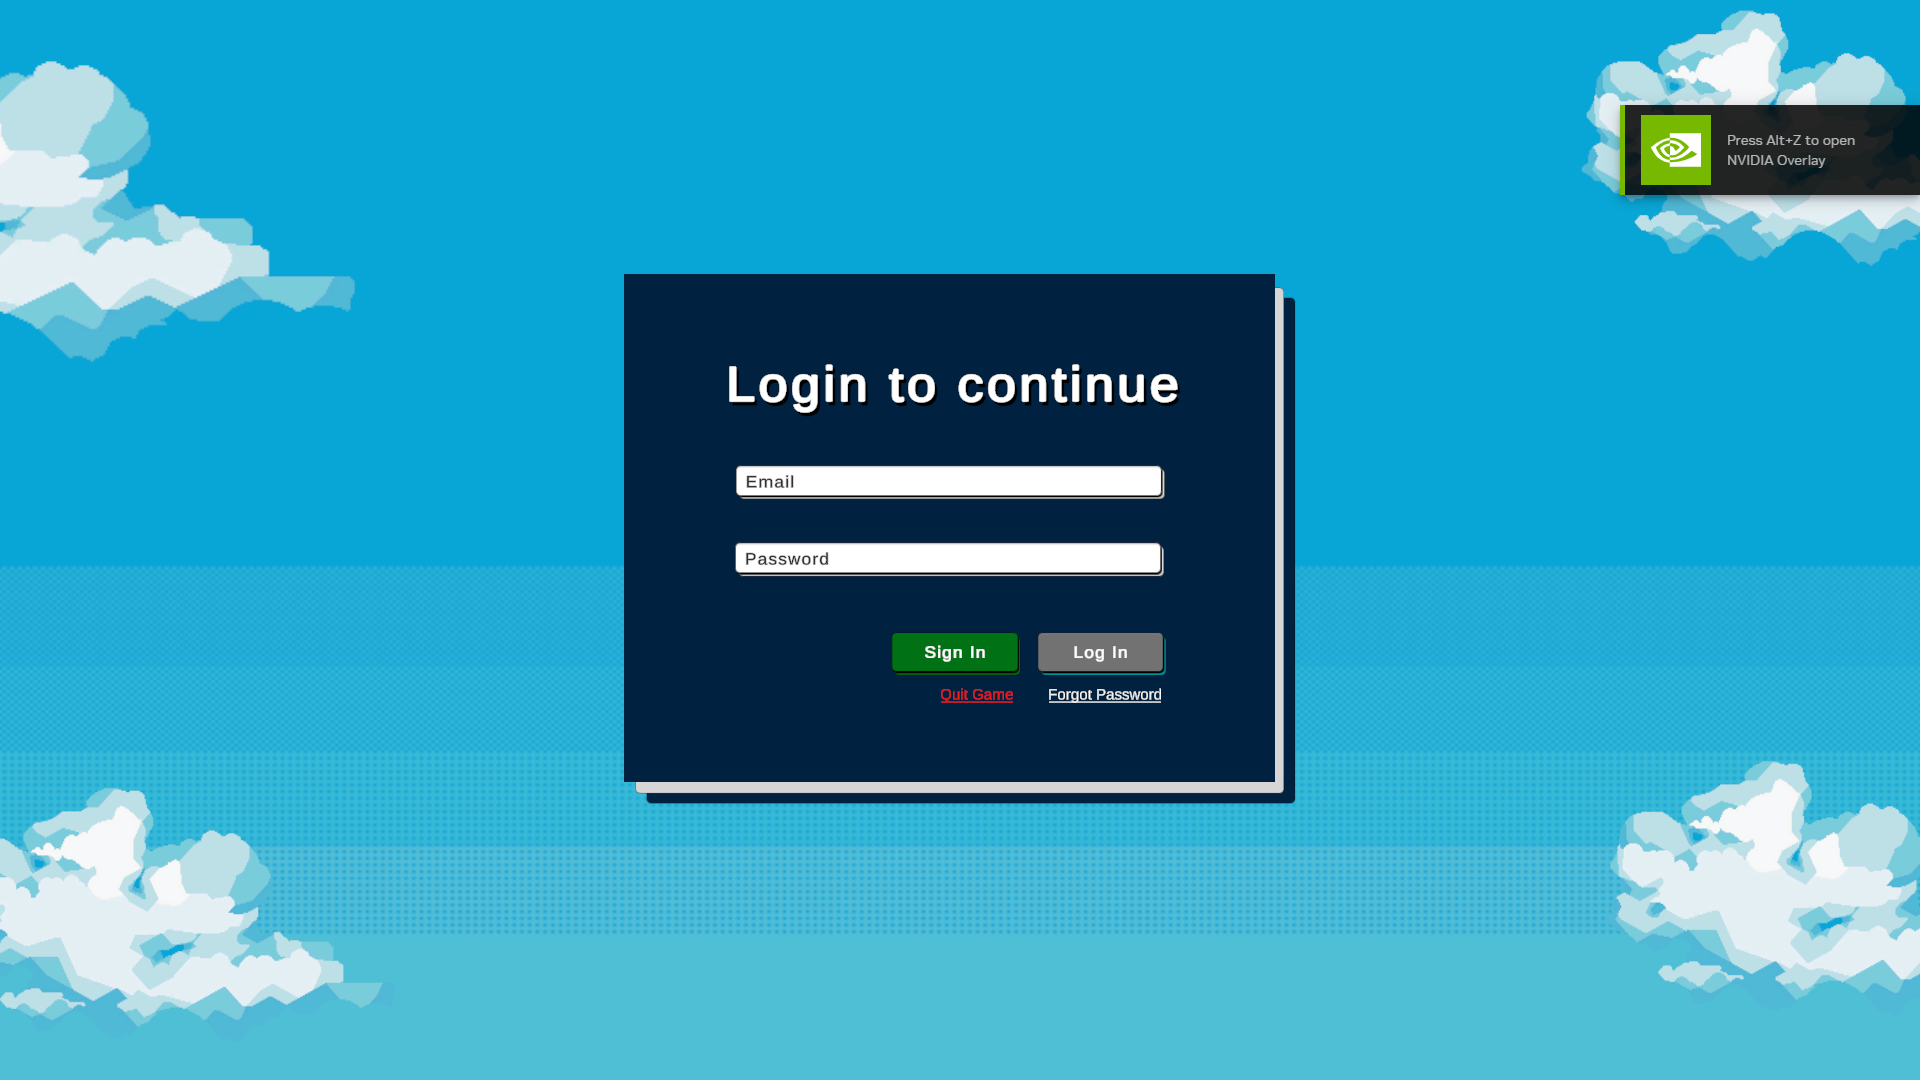 Press Alt+Z to open
NVIDIA Overlay
Login to continue
Email
Password
Sign In
Log In
Quit Game
Forgot Password